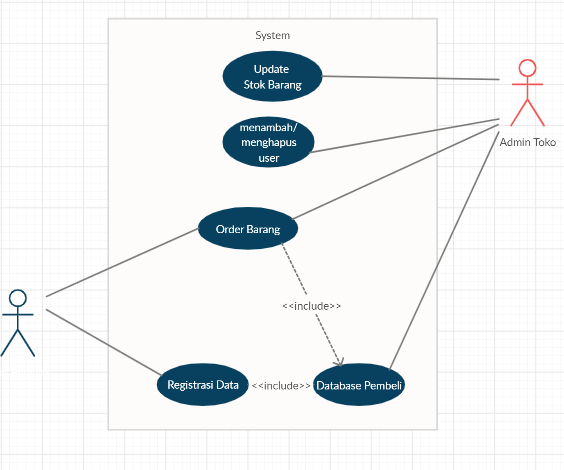 System
Update
Stok Barang
menambah/
menghapus
user
Admin Toko
Order Barang
<<include>>
Registrasi Data
<<include>>
Database Pembeli